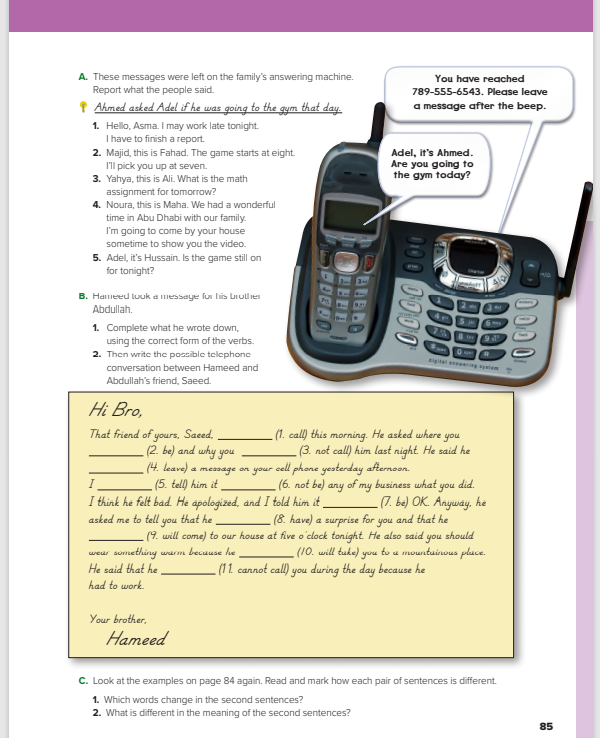 A. These messages were left on the family's answering machine.
Report what the people said.
Ahmed asked Adel if he was going to the gym that day.
1. Hello, Asma. I may work late tonight.
I have to finish a report.
2. Majid, this is Fahad. The game starts at eight.
I'll pick you up at seven.
3. Yahya, this is Ali. What is the math
assignment for tomorrow?
4. Noura, this is Maha. We had a wonderful
time in Abu Dhabi with our family.
I'm going to come by your house
sometime to show you the video.
5. Adel, it's Hussain. Is the game still on
for tonight?
You have reached
789-555-6543. Please leave
a message after the beep.
Adel, it's Ahmed.
Are you going to
the gym today?
digital answering system
B. Hameed took a message for his brother
Abdullah.
1. Complete what he wrote down,
using the correct form of the verbs.
2. Then write the possible telephone
conversation between Hameed and
Abdullah's friend, Saeed.
Hi Bro,
That friend of yours, Saeed, __________ (1. call) this morning. He asked where you
__________ (2. be) and why you __________ (3. not call) him last night. He said he
__________ (4. leave) a message on your cell phone yesterday afternoon.
I __________ (5. tell) him it __________ (6. not be) any of my business what you did.
I think he felt bad. He apologized, and I told him it __________ (7. be) OK. Anyway, he
asked me to tell you that he __________ (8. have) a surprise for you and that he
__________ (9. will come) to our house at five o'clock tonight. He also said you should
wear something warm because he __________ (10. will take) you to a mountainous place.
He said that he __________ (11. cannot call) you during the day because he
had to work.
Your brother,
Hameed
C. Look at the examples on page 84 again. Read and mark how each pair of sentences is different.
1. Which words change in the second sentences?
2. What is different in the meaning of the second sentences?
85